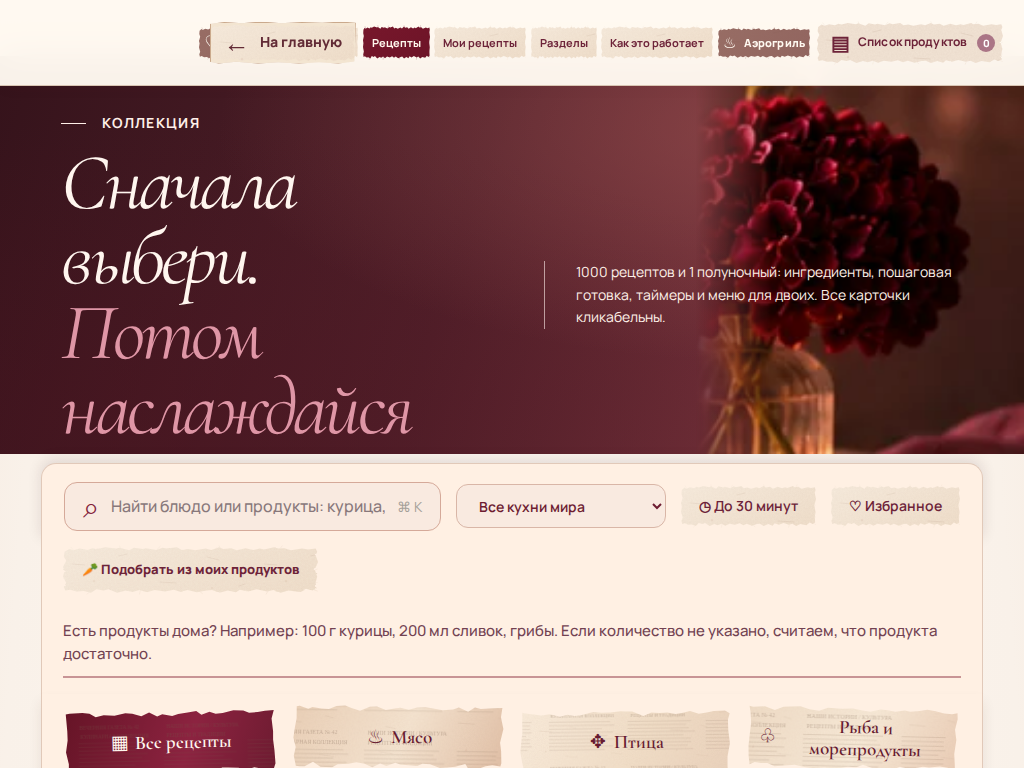 ← На главную
Рецепты
Мои рецепты
Разделы
Как это работает
Аэрогриль
Список продуктов 0
КОЛЛЕКЦИЯ
Сначала
выбери.
Потом
наслаждайся
1000 рецептов и 1 полуночный: ингредиенты, пошаговая
готовка, таймеры и меню для двоих. Все карточки
кликабельны.
Найти блюдо или продукты: курица, ⌘ K
Все кухни мира
До 30 минут
♡ Избранное
🥕 Подобрать из моих продуктов
Есть продукты дома? Например: 100 г курицы, 200 мл сливок, грибы. Если количество не указано, считаем, что продукта
достаточно.
Все рецепты
Мясо
Птица
Рыба и
морепродукты